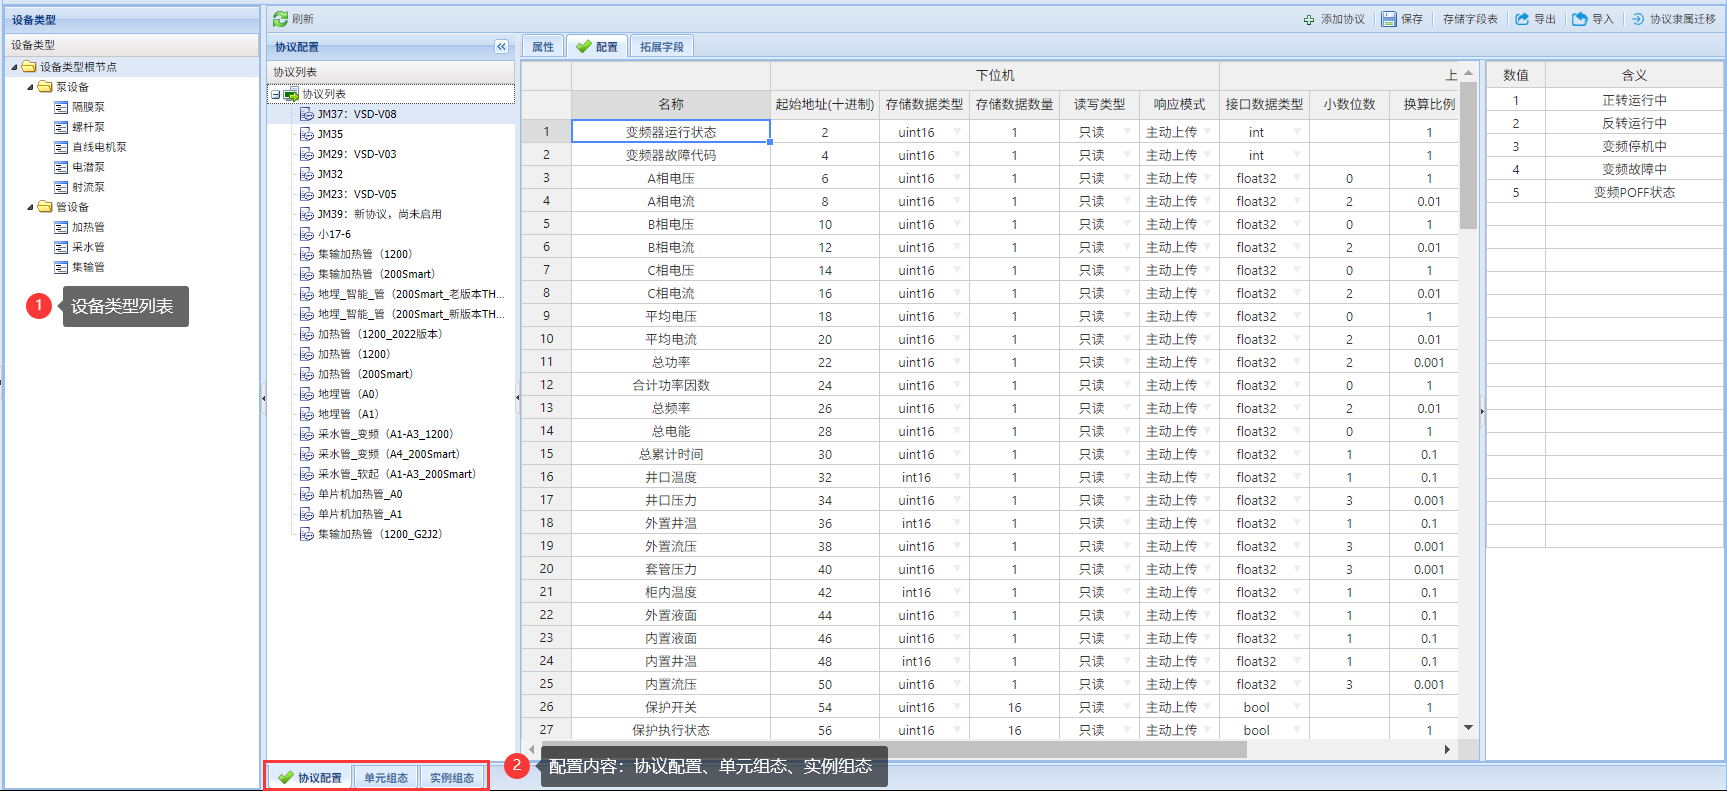 设备类型
设备类型
设备类型根节点
泵设备
隔膜泵
螺杆泵
直线电机泵
电潜泵
射流泵
管设备
加热管
采水管
集输管
1 设备类型列表
刷新
添加协议 保存 存储字段表 导出 导入 协议隶属迁移
协议配置
协议列表
协议列表
JM37：VSD-V08
JM35
JM29：VSD-V03
JM32
JM23：VSD-V05
JM39：新协议，尚未启用
小17-6
集输加热管（1200）
集输加热管（200Smart）
地埋_智能_管（200Smart_老版本TH...
地埋_智能_管（200Smart_新版本TH...
加热管（1200_2022版本）
加热管（1200）
加热管（200Smart）
地埋管（A0）
地埋管（A1）
采水管_变频（A1-A3_1200）
采水管_变频（A4_200Smart）
采水管_软起（A1-A3_200Smart）
单片机加热管_A0
单片机加热管_A1
集输加热管（1200_G2J2）
属性 配置 拓展字段
下位机 上
名称 起始地址(十进制) 存储数据类型 存储数据数量 读写类型 响应模式 接口数据类型 小数位数 换算比例
1 变频器运行状态 2 uint16 1 只读 主动上传 int 1
2 变频器故障代码 4 uint16 1 只读 主动上传 int 1
3 A相电压 6 uint16 1 只读 主动上传 float32 0 1
4 A相电流 8 uint16 1 只读 主动上传 float32 2 0.01
5 B相电压 10 uint16 1 只读 主动上传 float32 0 1
6 B相电流 12 uint16 1 只读 主动上传 float32 2 0.01
7 C相电压 14 uint16 1 只读 主动上传 float32 0 1
8 C相电流 16 uint16 1 只读 主动上传 float32 2 0.01
9 平均电压 18 uint16 1 只读 主动上传 float32 0 1
10 平均电流 20 uint16 1 只读 主动上传 float32 2 0.01
11 总功率 22 uint16 1 只读 主动上传 float32 2 0.001
12 合计功率因数 24 uint16 1 只读 主动上传 float32 0 1
13 总频率 26 uint16 1 只读 主动上传 float32 2 0.01
14 总电能 28 uint16 1 只读 主动上传 float32 0 1
15 总累计时间 30 uint16 1 只读 主动上传 float32 1 0.1
16 井口温度 32 int16 1 只读 主动上传 float32 1 0.1
17 井口压力 34 uint16 1 只读 主动上传 float32 3 0.001
18 外置井温 36 int16 1 只读 主动上传 float32 1 0.1
19 外置流压 38 uint16 1 只读 主动上传 float32 3 0.001
20 套管压力 40 uint16 1 只读 主动上传 float32 3 0.001
21 柜内温度 42 int16 1 只读 主动上传 float32 1 0.1
22 外置液面 44 uint16 1 只读 主动上传 float32 1 0.1
23 内置液面 46 uint16 1 只读 主动上传 float32 1 0.1
24 内置井温 48 int16 1 只读 主动上传 float32 1 0.1
25 内置流压 50 uint16 1 只读 主动上传 float32 3 0.001
26 保护开关 54 uint16 16 只读 主动上传 bool 1
27 保护执行状态 56 uint16 16 只读 主动上传 bool 1
数值 含义
1 正转运行中
2 反转运行中
3 变频停机中
4 变频故障中
5 变频POFF状态
协议配置 单元组态 实例组态
2 配置内容：协议配置、单元组态、实例组态